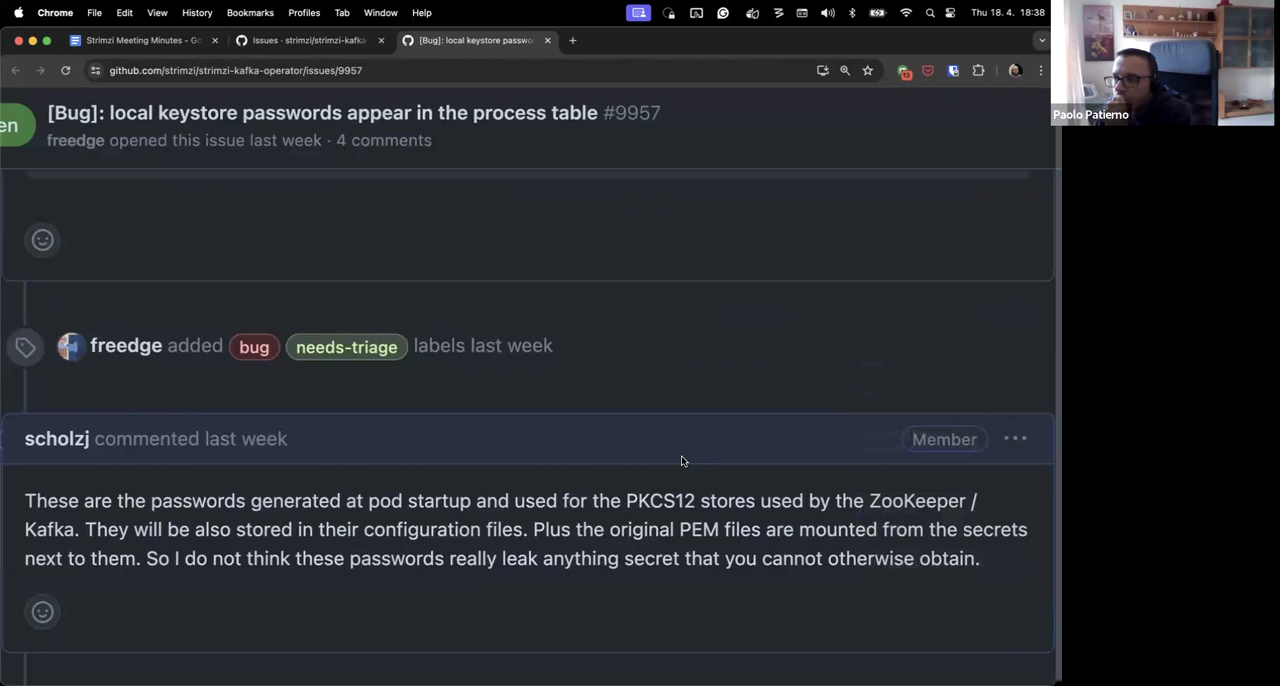 Chrome File Edit View History Bookmarks Profiles Tab Window Help Thu 18. 4. 18:38
Strimzi Meeting Minutes - Go Issues · strimzi/strimzi-kafka- [Bug]: local keystore passwo
github.com/strimzi/strimzi-kafka-operator/issues/9957
12
Paolo Patierno
en
[Bug]: local keystore passwords appear in the process table #9957
freedge opened this issue last week · 4 comments
freedge added bug needs-triage labels last week
scholzj commented last week Member
These are the passwords generated at pod startup and used for the PKCS12 stores used by the ZooKeeper /
Kafka. They will be also stored in their configuration files. Plus the original PEM files are mounted from the secrets
next to them. So I do not think these passwords really leak anything secret that you cannot otherwise obtain.